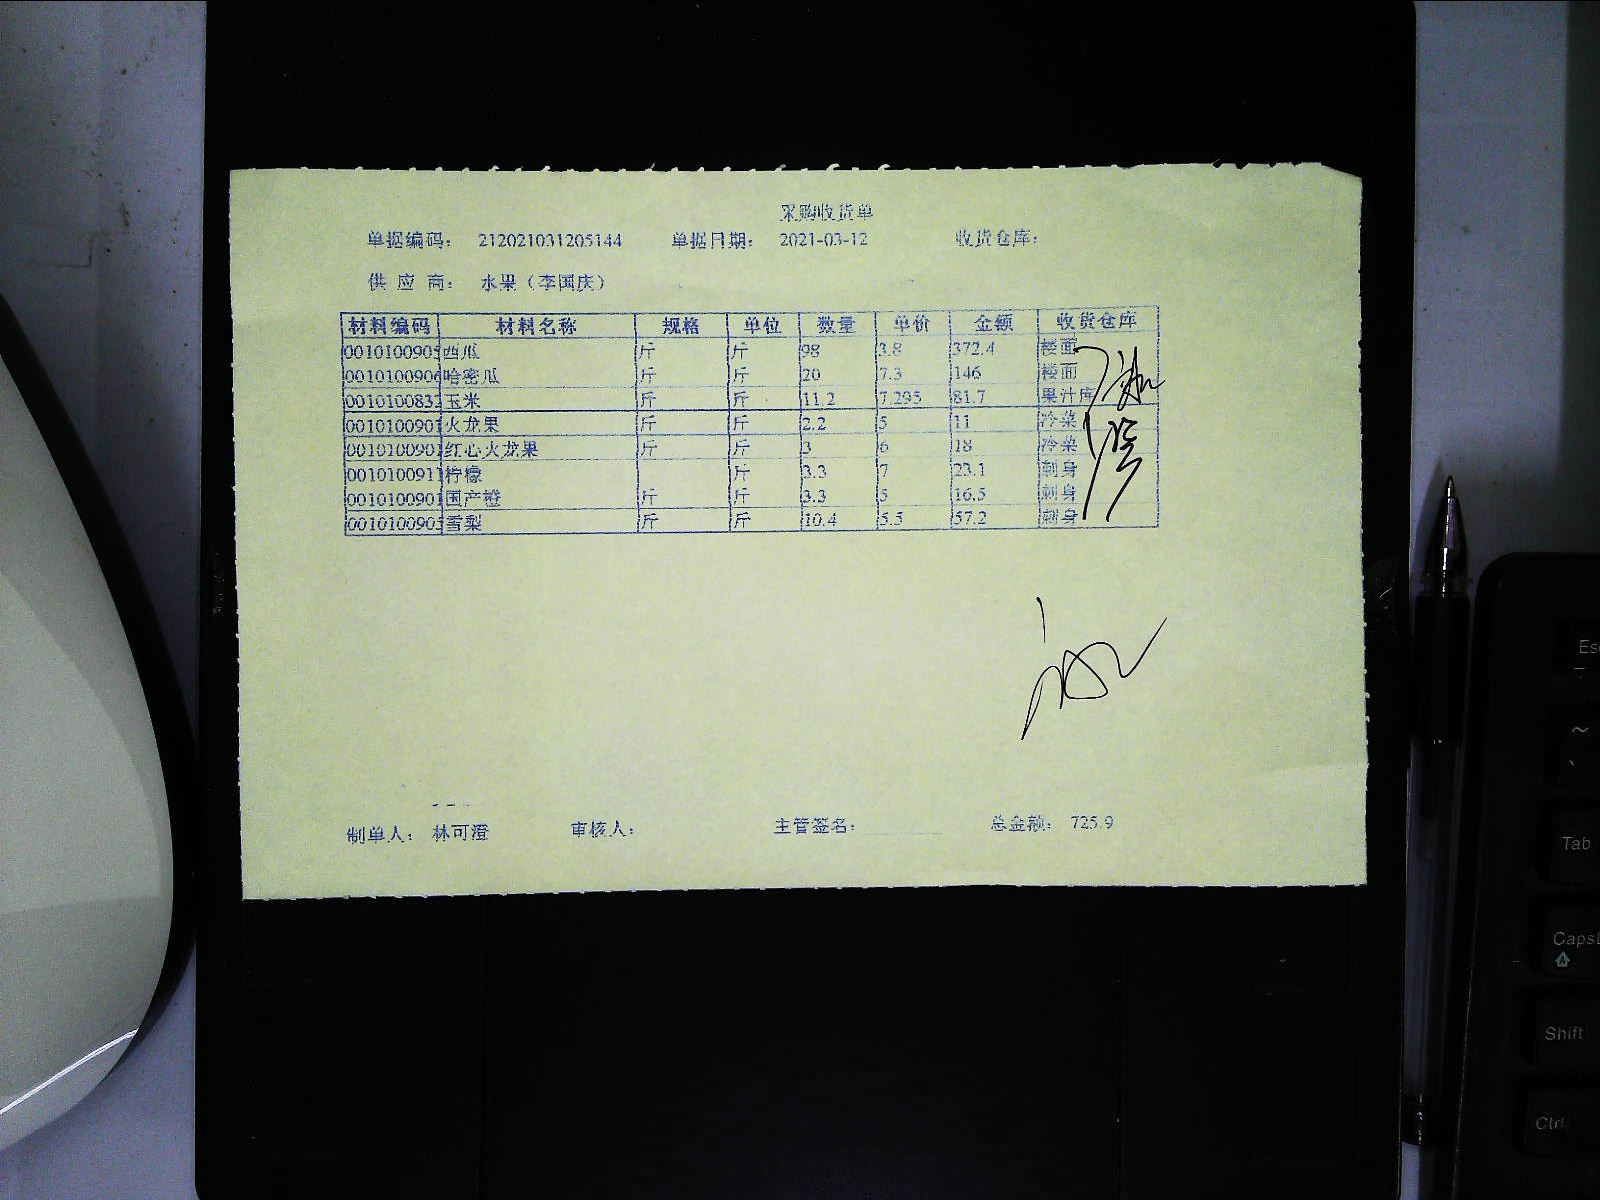 采购收货单
单据编码： 212021031205144 单据日期： 2021-03-12 收货仓库：
供 应 商： 水果（李国庆）
材料编码 材料名称 规格 单位 数量 单价 金额 收货仓库
0010100905 西瓜 斤 斤 98 3.8 372.4 楼面
0010100906 哈密瓜 斤 斤 20 7.3 146 楼面
0010100832 玉米 斤 斤 11.2 7.295 81.7 果汁库
0010100901 火龙果 斤 斤 2.2 5 11 冷菜
0010100901 红心火龙果 斤 斤 3 6 18 冷菜
0010100911 柠檬 斤 3.3 7 23.1 刺身
0010100901 国产橙 斤 斤 3.3 5 16.5 刺身
0010100905 雪梨 斤 斤 10.4 5.5 57.2 刺身
制单人： 林可澄 审核人： 主管签名： 总金额： 725.9
Esc
~
Tab
Caps
Shift
Ctrl